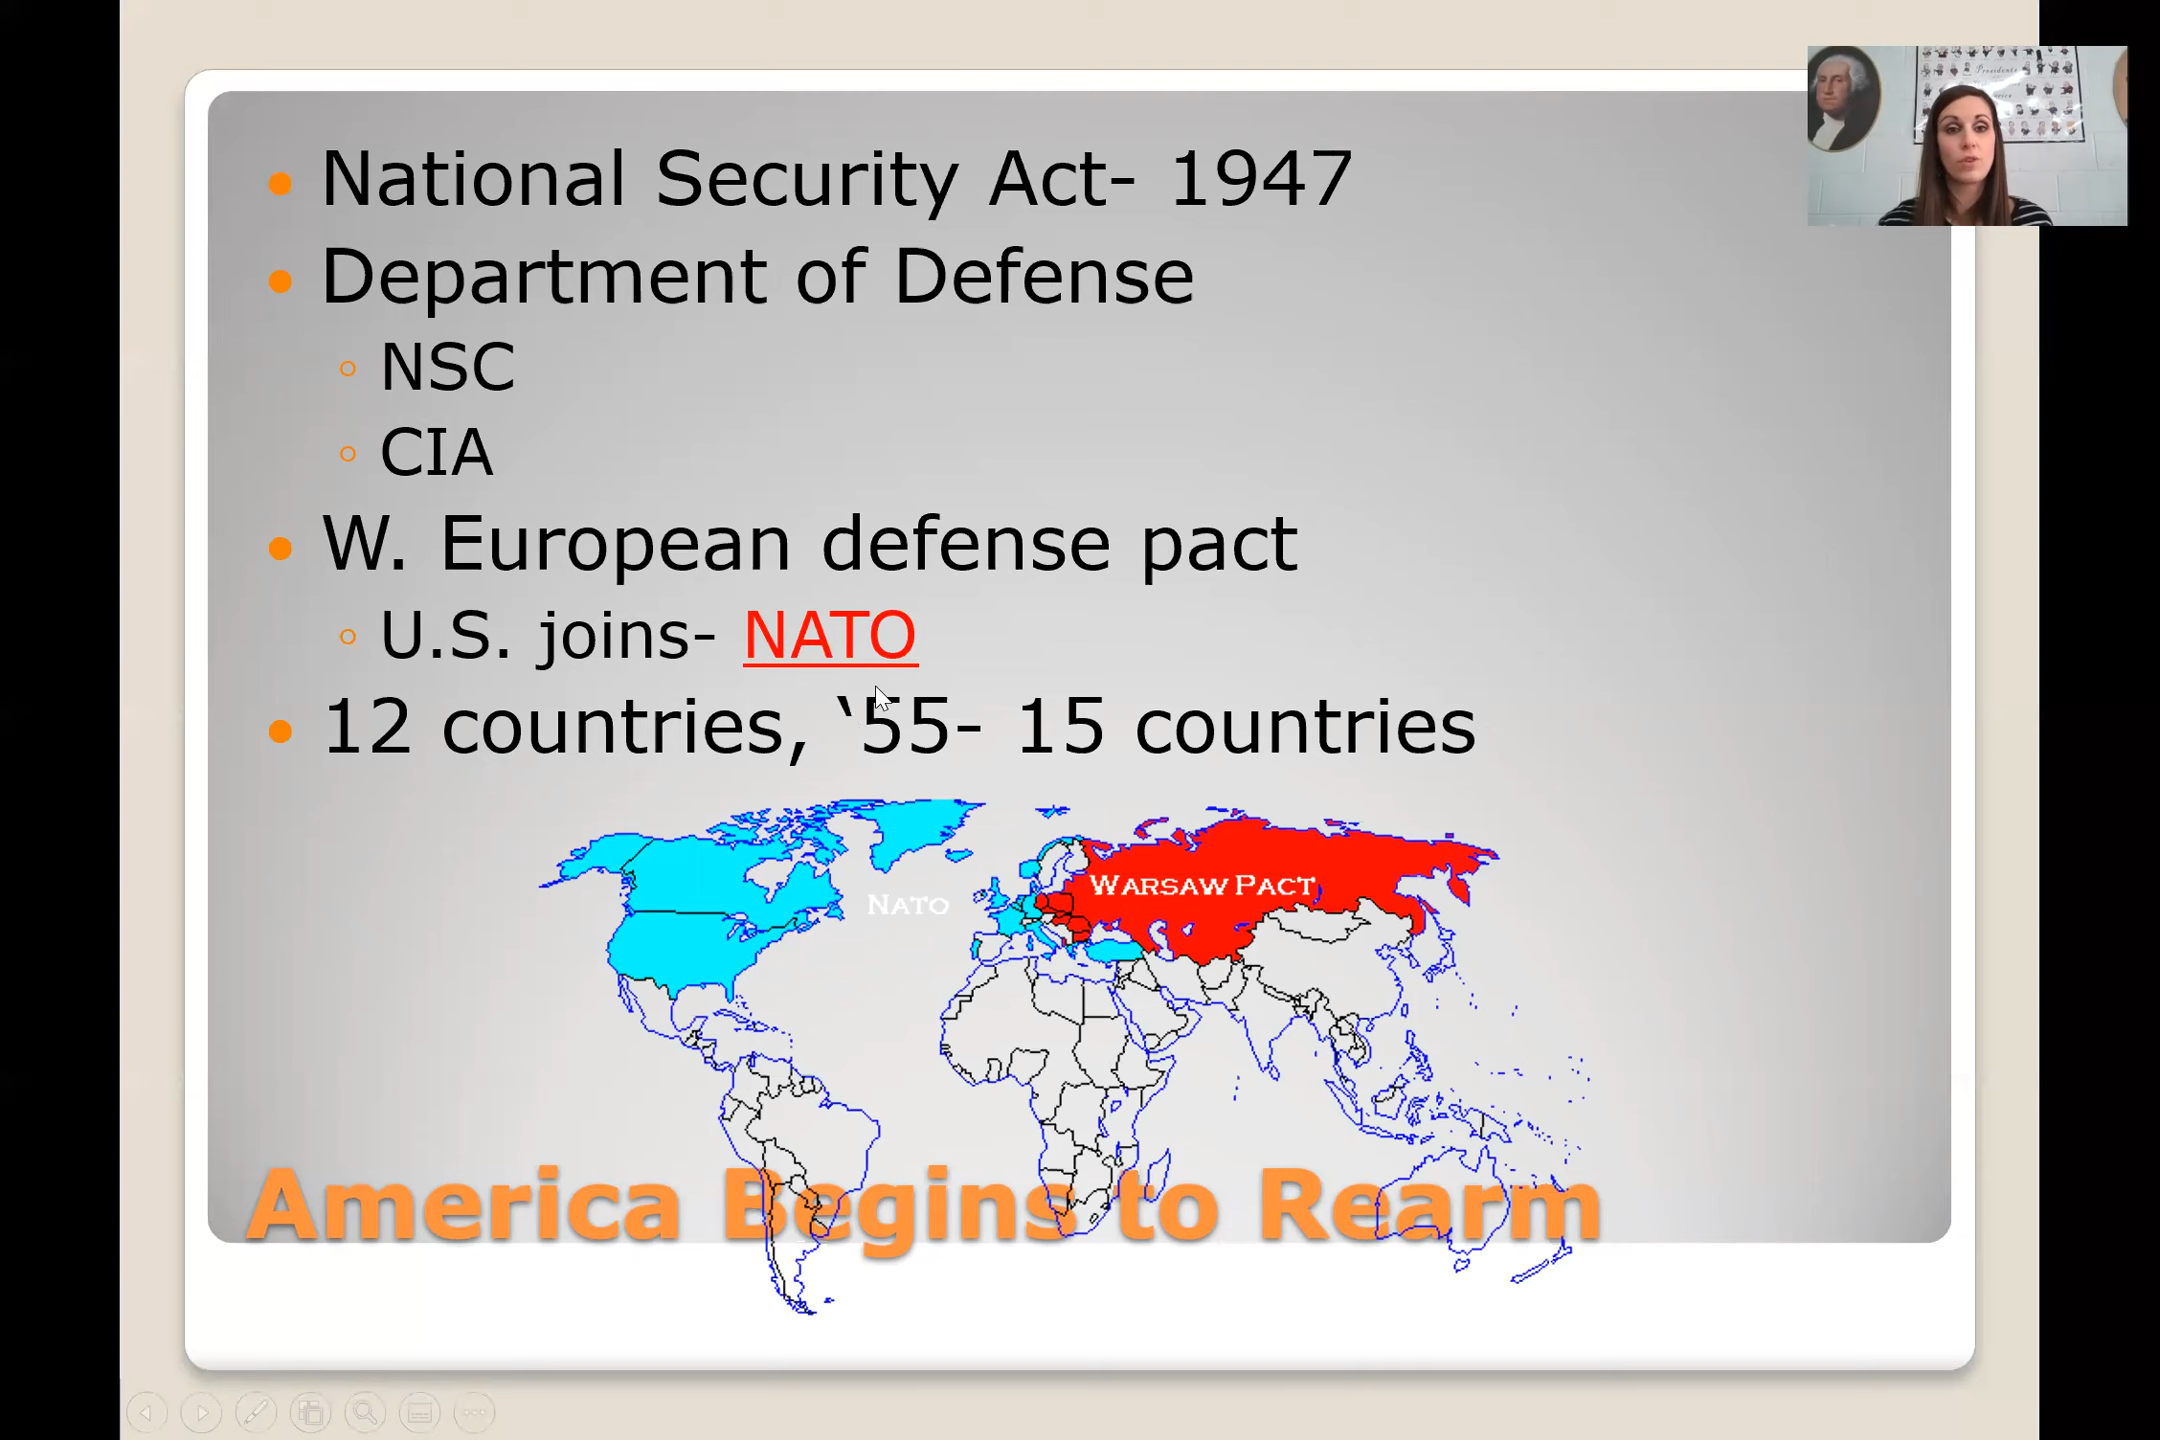 National Security Act- 1947
Department of Defense
NSC
CIA
W. European defense pact
U.S. joins- NATO
12 countries, ‘55- 15 countries
NATO
WARSAW PACT
America Begins to Rearm
Presidents